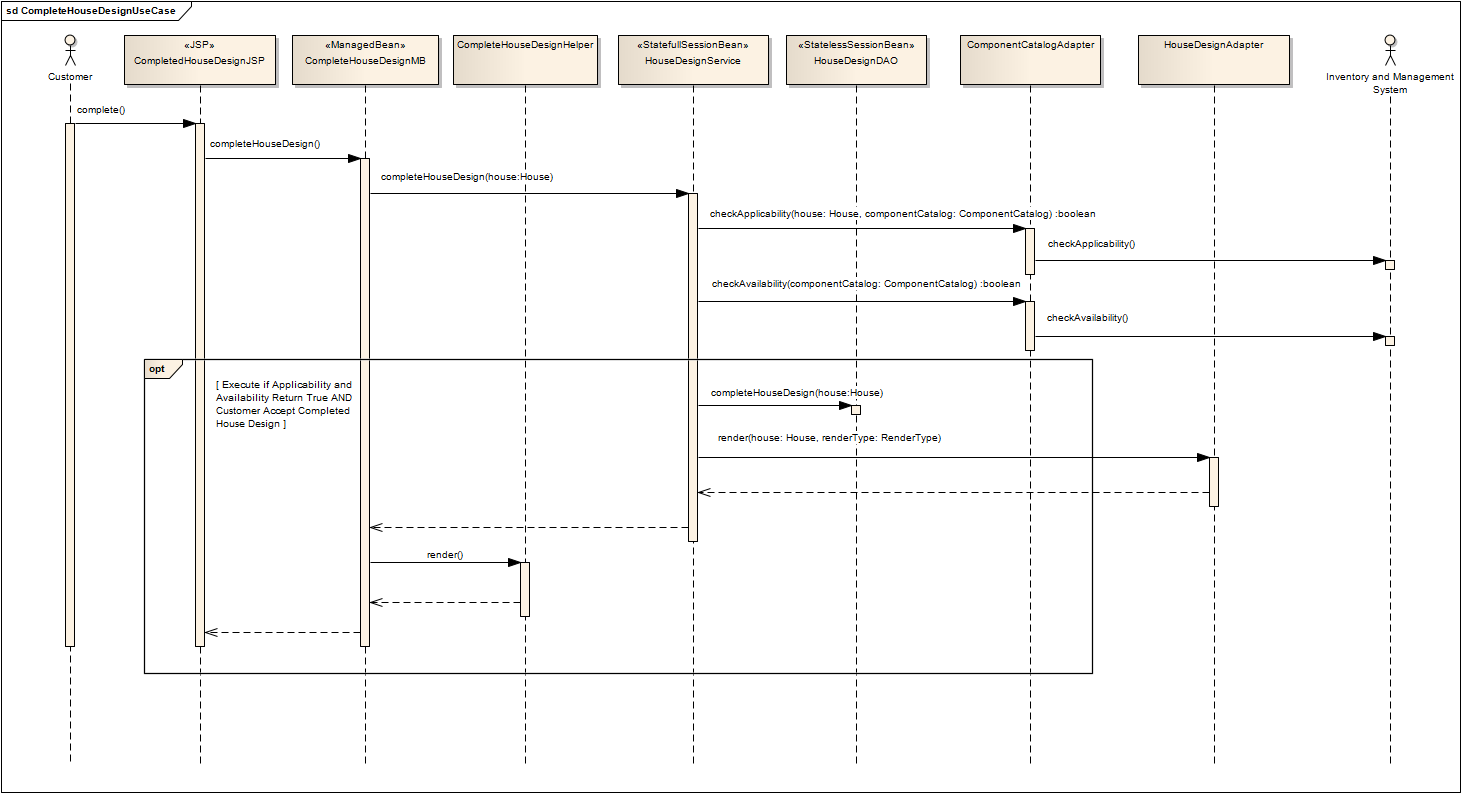 sd CompleteHouseDesignUseCase
Customer
«JSP»
CompletedHouseDesignJSP
«ManagedBean»
CompleteHouseDesignMB
CompleteHouseDesignHelper
«StatefullSessionBean»
HouseDesignService
«StatelessSessionBean»
HouseDesignDAO
ComponentCatalogAdapter
HouseDesignAdapter
Inventory and Management
System
complete()
completeHouseDesign()
completeHouseDesign(house:House)
checkApplicability(house: House, componentCatalog: ComponentCatalog) :boolean
checkApplicability()
checkAvailability(componentCatalog: ComponentCatalog) :boolean
checkAvailability()
opt
[ Execute if Applicability and
Availability Return True AND
Customer Accept Completed
House Design ]
completeHouseDesign(house:House)
render(house: House, renderType: RenderType)
render()